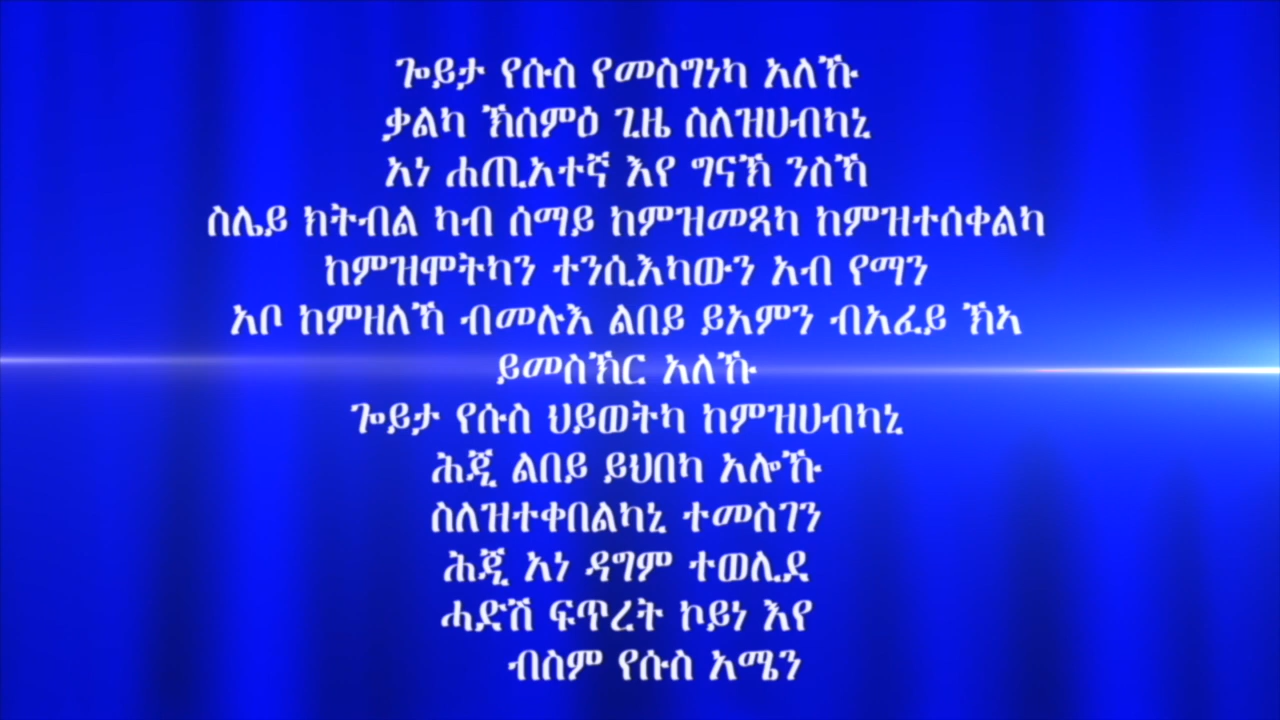 ጐይታ የሱስ የመስግነካ አለኹ
ቃልካ ኽሰምዕ ጊዜ ስለዝሀብካኒ
አነ ሐጢአተኛ እየ ግናኽ ንስኻ
ስሌይ ክትብል ካብ ሰማይ ከምዝመጻካ ከምዝተሰቀልካ
ከምዝሞትካን ተንሲእካውን አብ የማን
አቦ ከምዘለኻ ብመሉእ ልበይ ይአምን ብአፈይ ኽኣ
ይመስኽር አለኹ
ጐይታ የሱስ ህይወትካ ከምዝሀብካኒ
ሕጂ ልበይ ይህበካ አሎኹ
ስለዝተቀበልካኒ ተመስገን
ሕጂ አነ ዳግም ተወሊደ
ሓድሽ ፍጥረት ኮይነ እየ
ብስም የሱስ አሜን